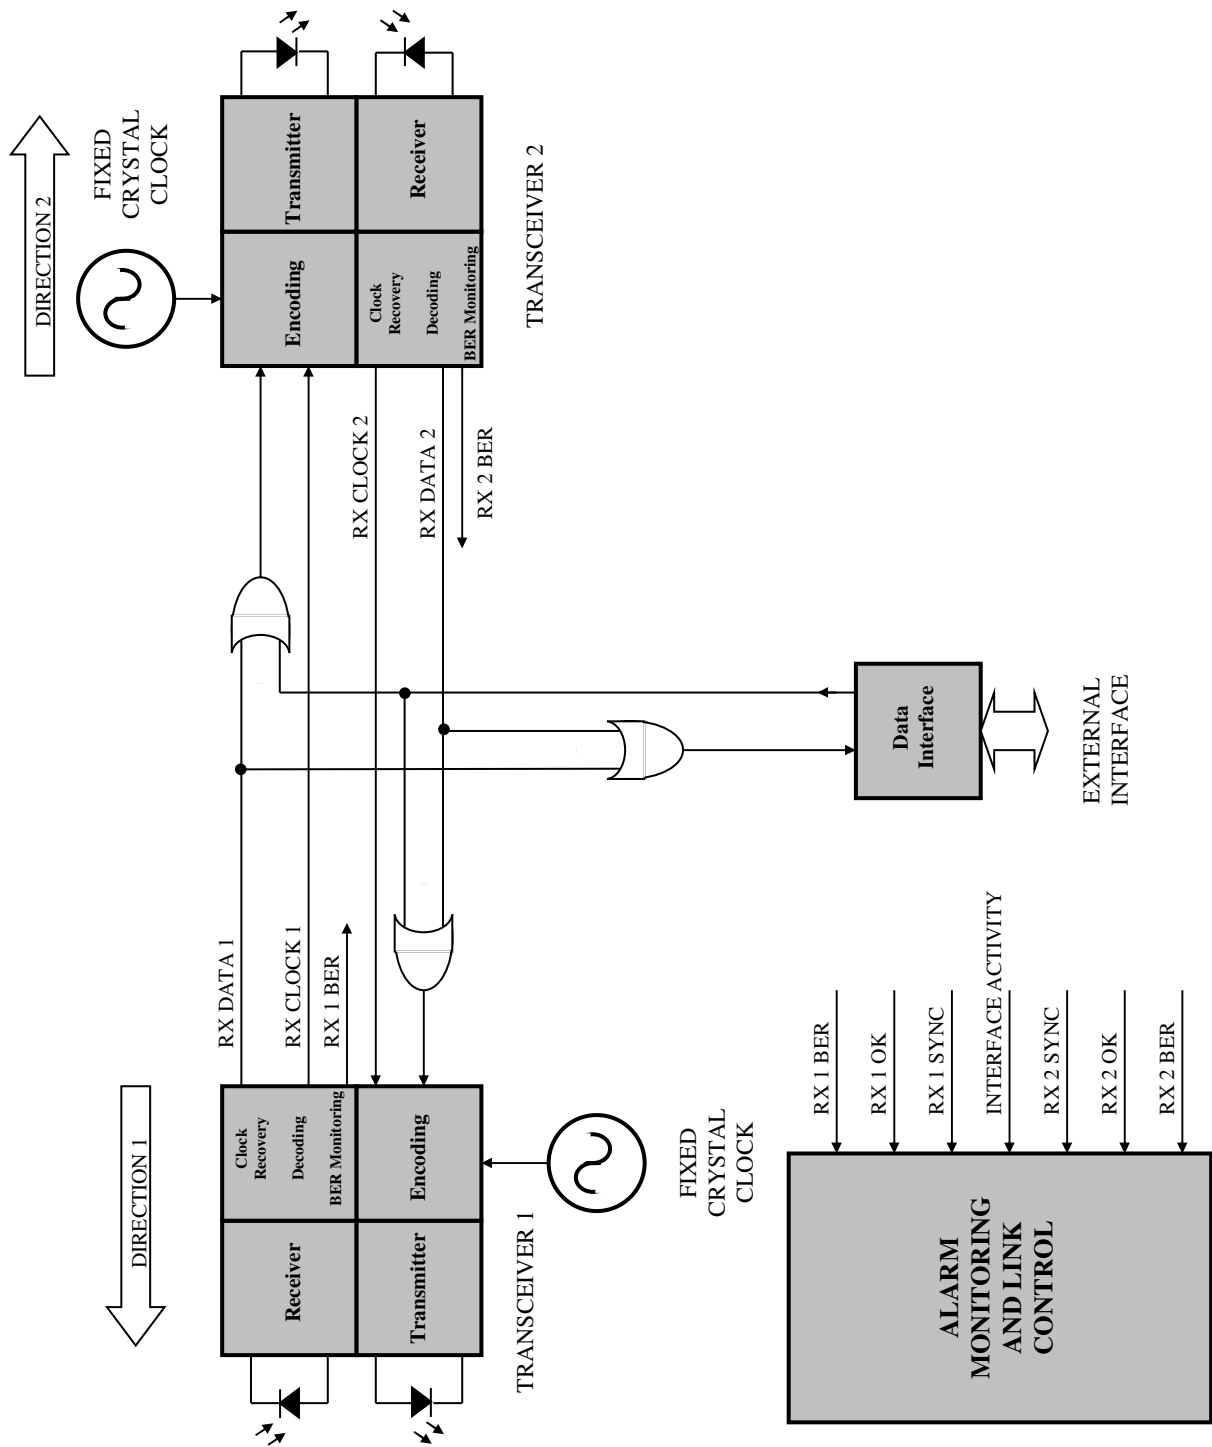 DIRECTION 1
DIRECTION 2
FIXED
CRYSTAL
CLOCK
Receiver
Clock
Recovery
Decoding
BER Monitoring
RX DATA 1
RX CLOCK 1
RX 1 BER
Transmitter
Encoding
TRANSCEIVER 1
FIXED
CRYSTAL
CLOCK
RX CLOCK 2
RX DATA 2
RX 2 BER
Encoding
Transmitter
Clock
Recovery
Decoding
BER Monitoring
Receiver
TRANSCEIVER 2
Data
Interface
EXTERNAL
INTERFACE
ALARM
MONITORING
AND LINK
CONTROL
RX 1 BER
RX 1 OK
RX 1 SYNC
INTERFACE ACTIVITY
RX 2 SYNC
RX 2 OK
RX 2 BER